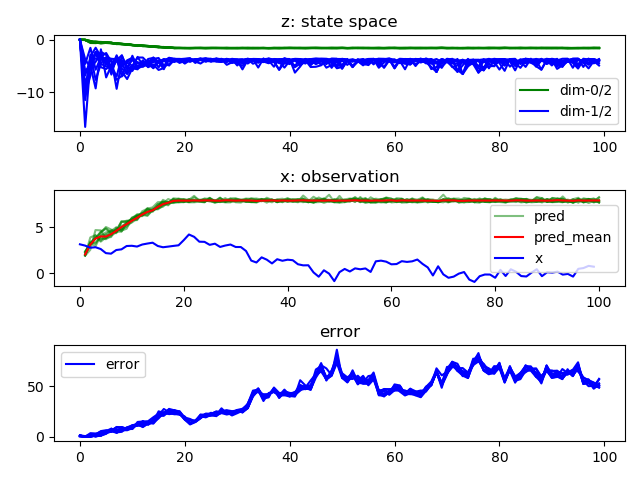 z: state space
0
−10
dim-0/2
dim-1/2
0 20 40 60 80 100
x: observation
5
0
pred
pred_mean
x
0 20 40 60 80 100
error
50
0
error
0 20 40 60 80 100